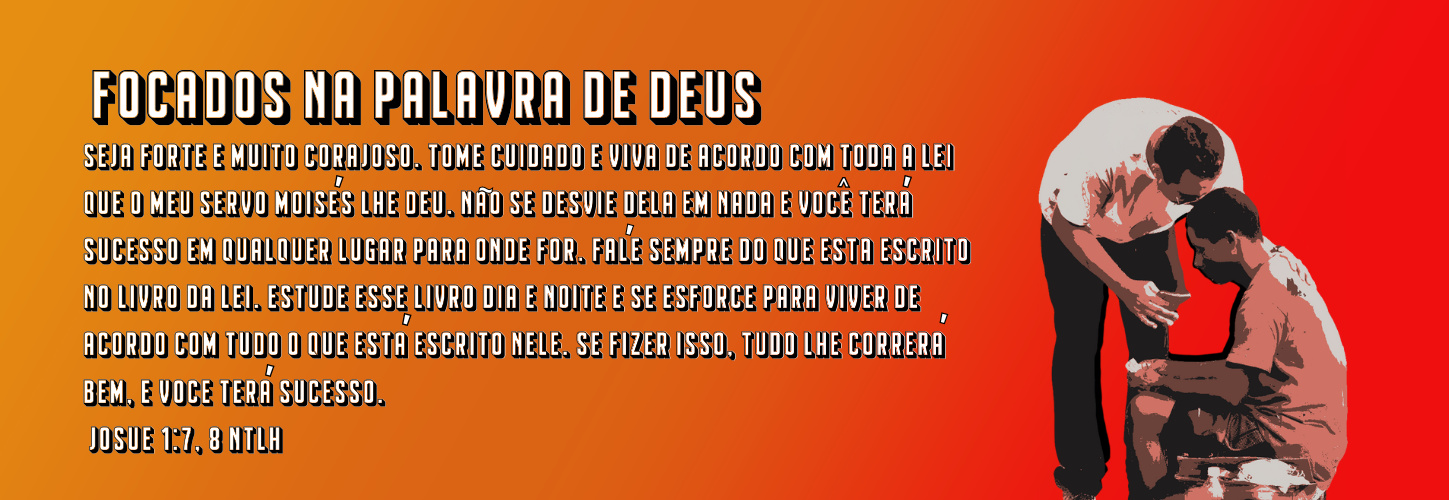 FOCADOS NA PALAVRA DE DEUS
SEJA FORTE E MUITO CORAJOSO. TOME CUIDADO E VIVA DE ACORDO COM TODA A LEI
QUE O MEU SERVO MOISÉS LHE DEU. NÃO SE DESVIE DELA EM NADA E VOCÊ TERÁ
SUCESSO EM QUALQUER LUGAR PARA ONDE FOR. FALÉ SEMPRE DO QUE ESTA ESCRITO
NO LIVRO DA LEI. ESTUDE ESSE LIVRO DIA E NOITE E SE ESFORCE PARA VIVER DE
ACORDO COM TUDO O QUE ESTÁ ESCRITO NELE. SE FIZER ISSO, TUDO LHE CORRERÁ
BEM, E VOCE TERÁ SUCESSO.
JOSUE 1:7, 8 NTLH